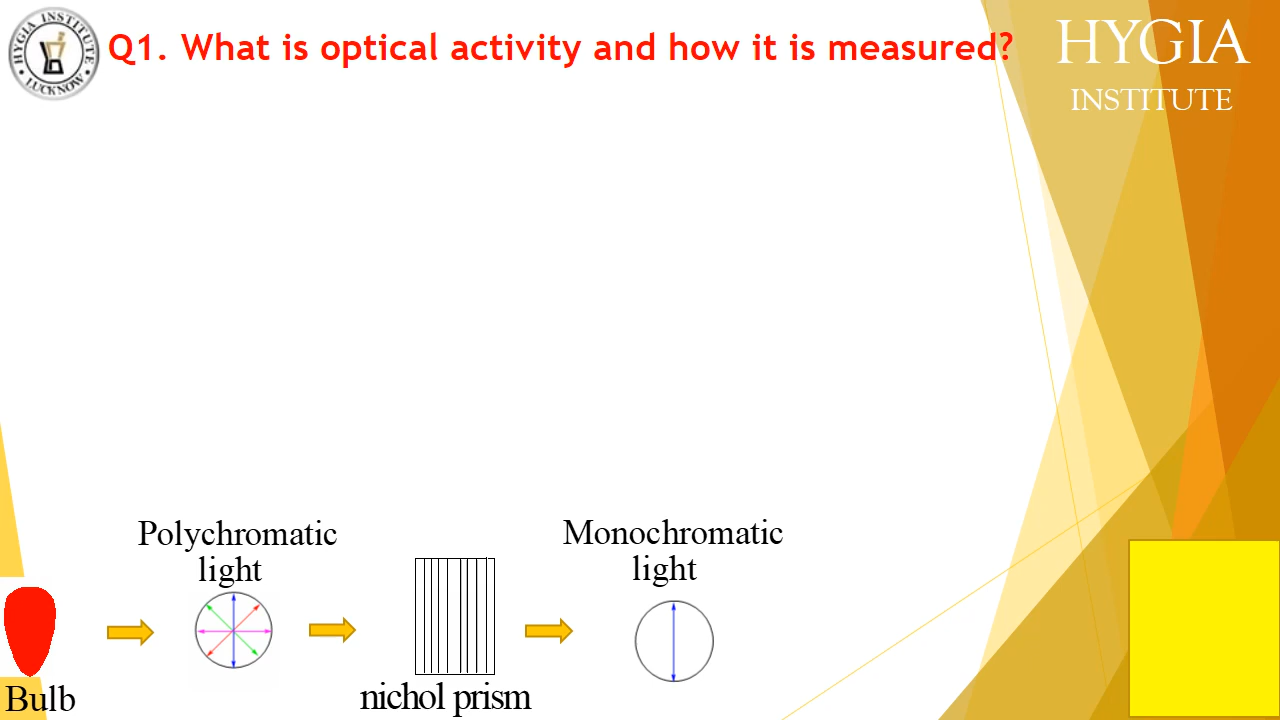 HYGIA INSTITUTE
LUCKNOW
Q1. What is optical activity and how it is measured?
HYGIA
INSTITUTE
Polychromatic
light
Monochromatic
light
Bulb
nichol prism